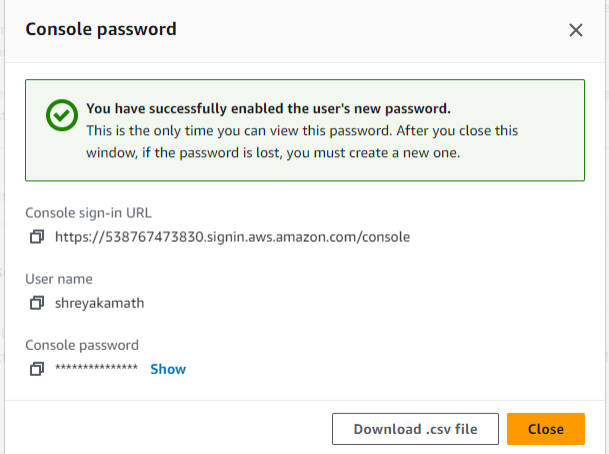 Console password
You have successfully enabled the user's new password.
This is the only time you can view this password. After you close this
window, if the password is lost, you must create a new one.
Console sign-in URL
https://538767473830.signin.aws.amazon.com/console
User name
shreyakamath
Console password
*************** Show
Download .csv file
Close